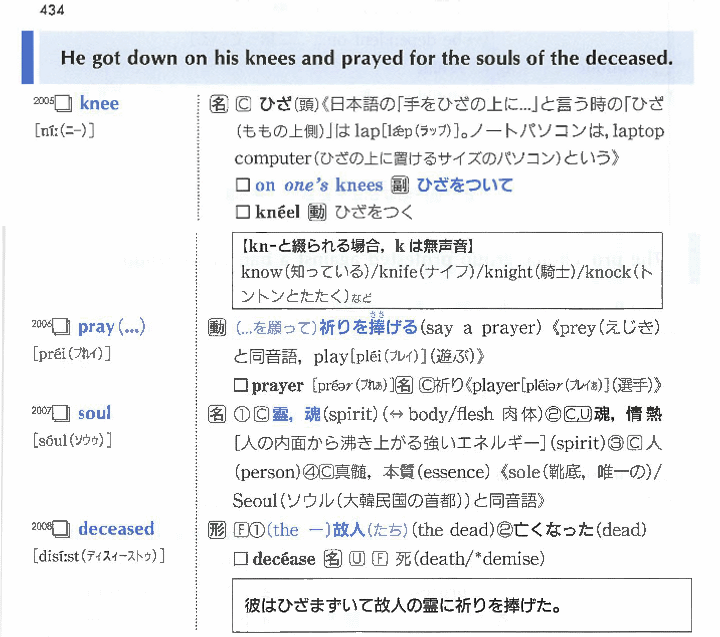 434
He got down on his knees and prayed for the souls of the deceased.
2005 knee
[níː(ニー)]
名 C ひざ(頭)《日本語の「手をひざの上に…」と言う時の「ひざ
(ももの上側)」は lap[lǽp(ラップ)]。ノートパソコンは, laptop
computer(ひざの上に置けるサイズのパソコン)という》
□ on one's knees 副 ひざをついて
□ knéel 動 ひざをつく
【kn-と綴られる場合, k は無声音】
know(知っている)/knife(ナイフ)/knight(騎士)/knock(ト
ントンとたたく)など
2006 pray(...)
[préi(プレイ)]
動 (…を願って)祈りを捧げる(say a prayer) 《prey(えじき)
ささ
と同音語, play[pléi(プレイ)](遊ぶ)》
□ prayer [préər(プレぁ)]名 C祈り《player[pléiər(プレイぁ)](選手)》
2007 soul
[sóul(ソウゥ)]
名 ①C霊, 魂(spirit)(↔ body/flesh 肉体)②C,U魂, 情熱
[人の内面から沸き上がる強いエネルギー](spirit)③C人
(person)④C真髄, 本質(essence) 《sole(靴底, 唯一の)/
Seoul(ソウル(大韓民国の首都))と同音語》
2008 deceased
[disíːst(ディスィーストゥ)]
形 F①(the ―)故人(たち)(the dead)②亡くなった(dead)
□ decéase 名 U F 死(death/*demise)
彼はひざまずいて故人の霊に祈りを捧げた。